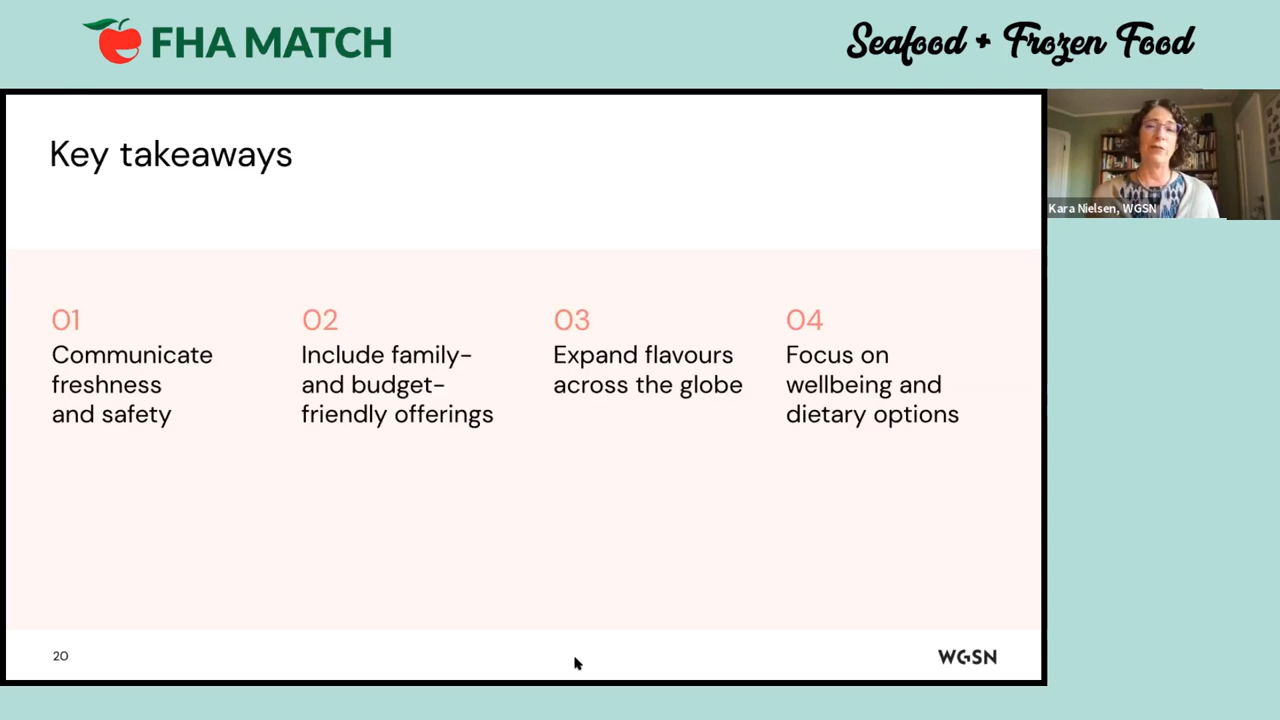 FHA MATCH
Seafood + Frozen Food
Key takeaways
Kara Nielsen, WGSN
01
Communicate
freshness
and safety
02
Include family-
and budget-
friendly offerings
03
Expand flavours
across the globe
04
Focus on
wellbeing and
dietary options
20
WGSN